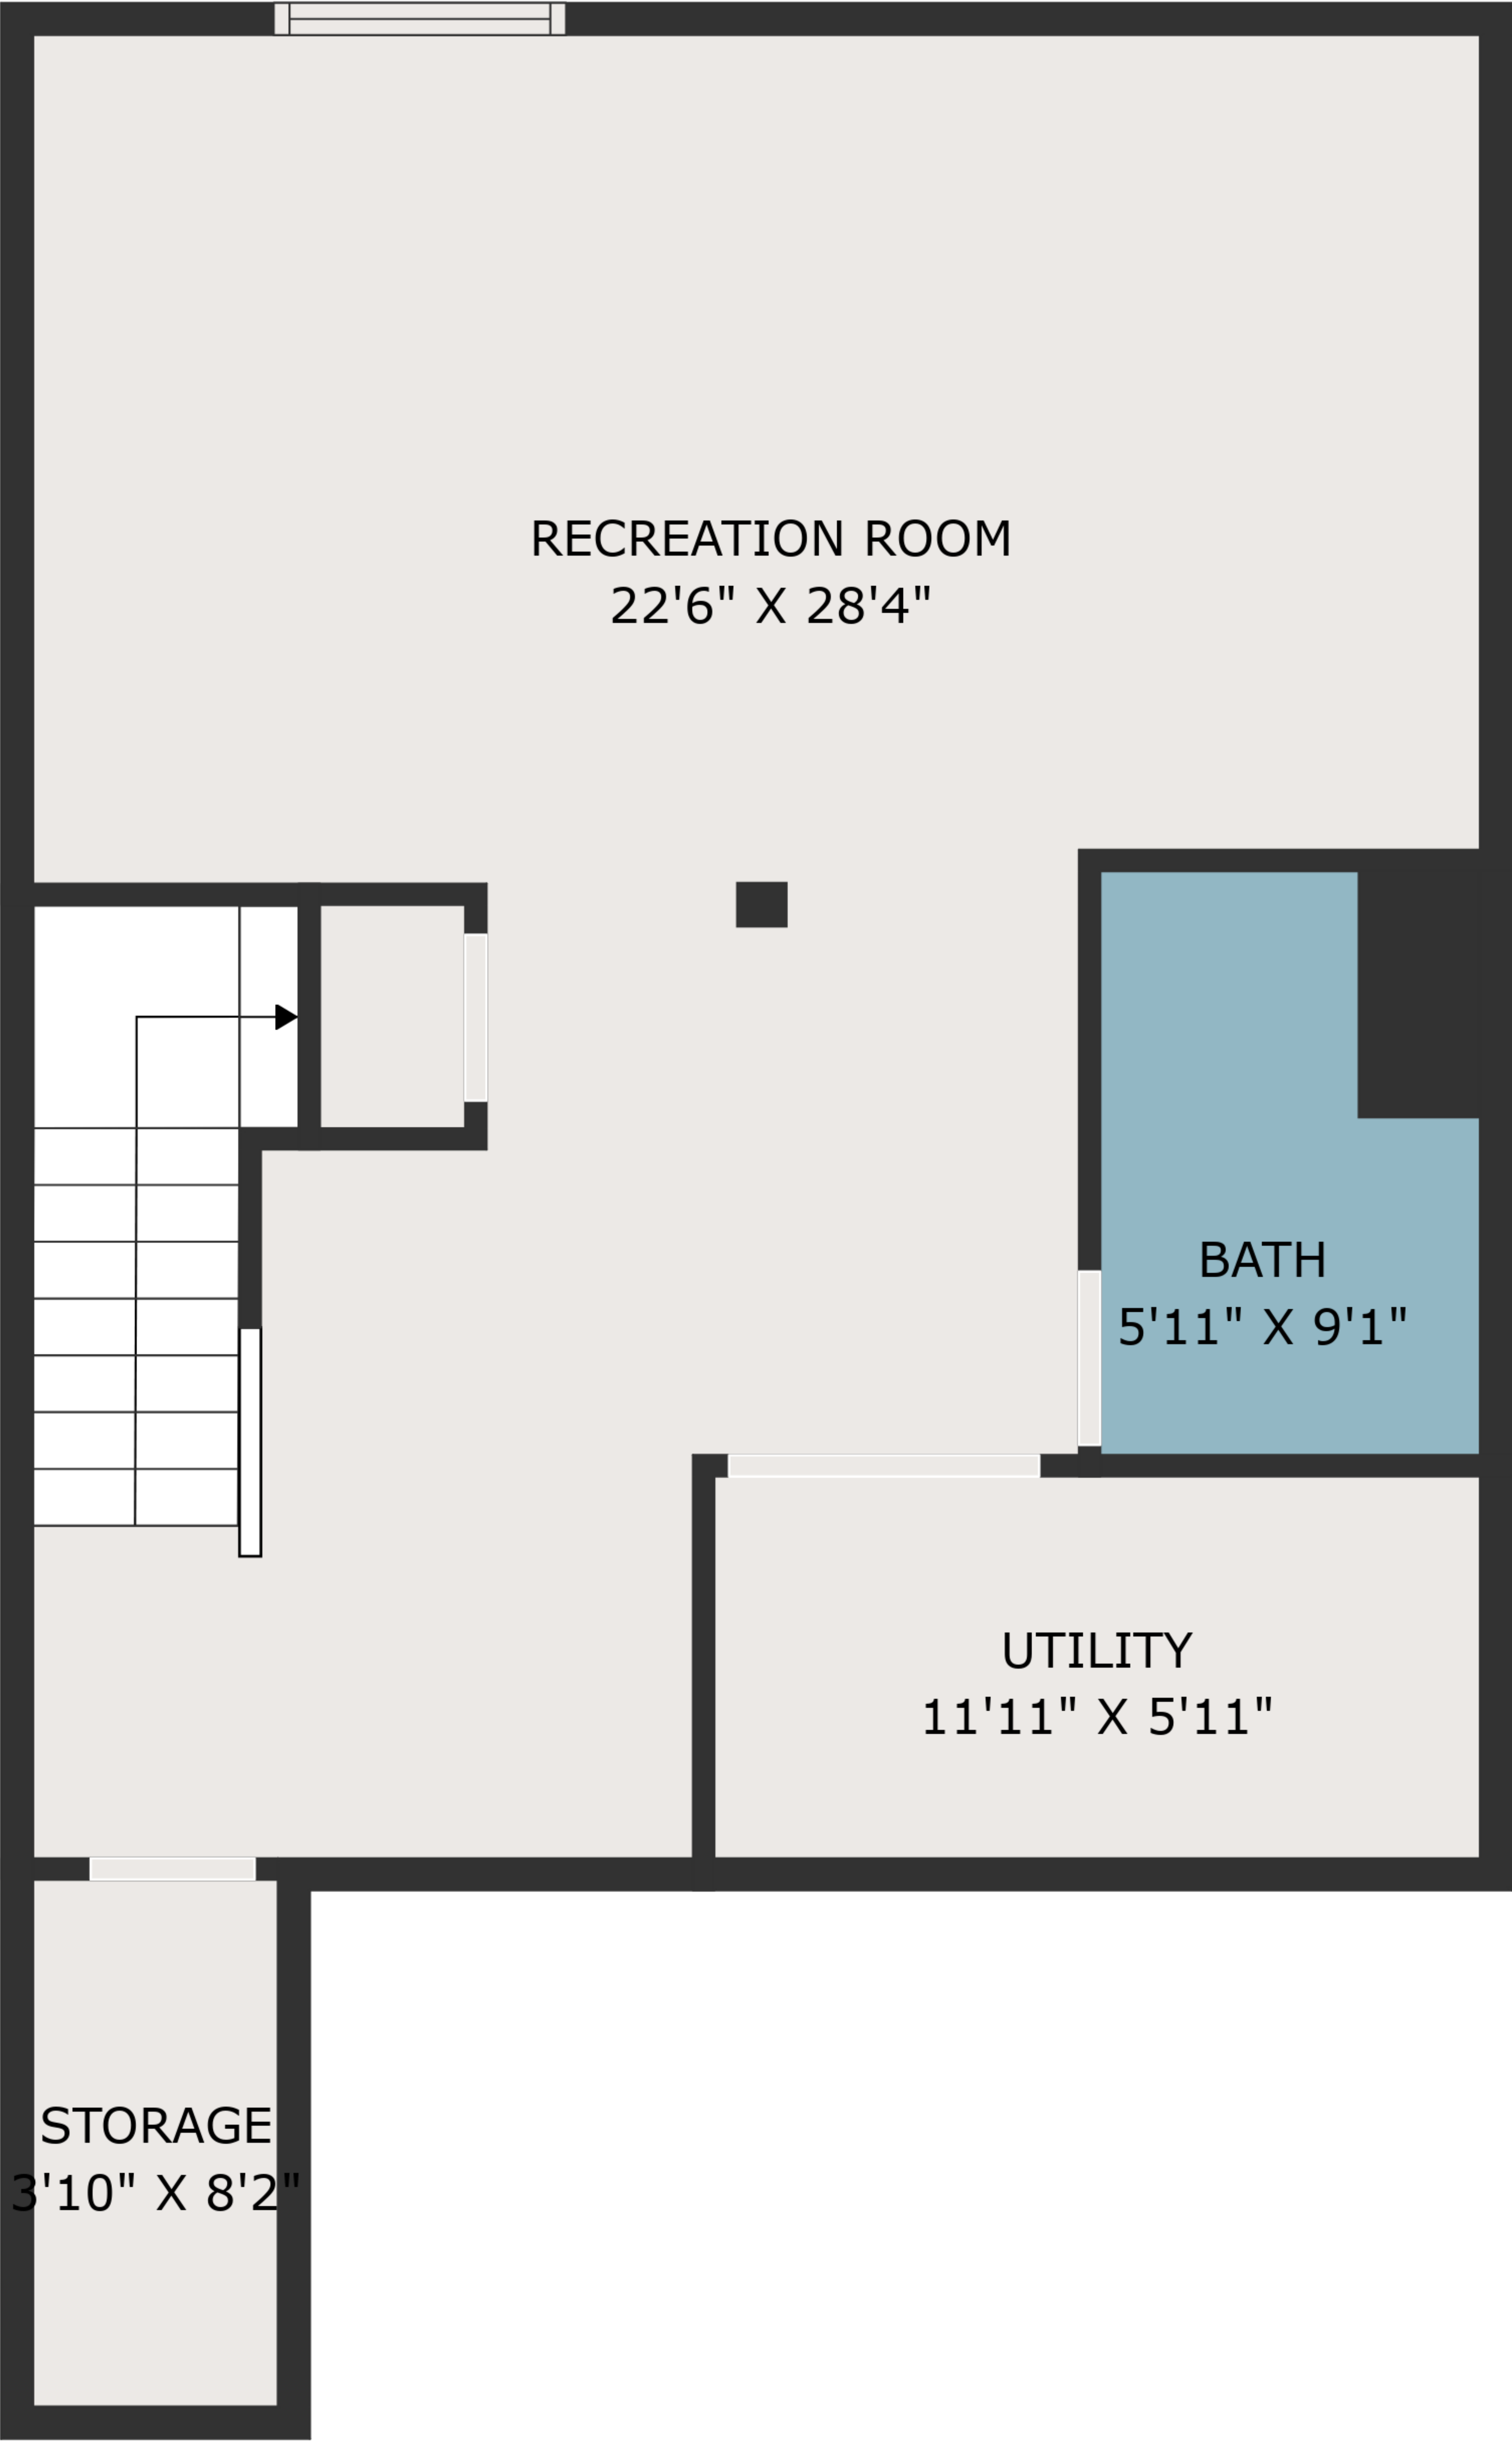 RECREATION ROOM
22'6" X 28'4"
BATH
5'11" X 9'1"
UTILITY
11'11" X 5'11"
STORAGE
3'10" X 8'2"